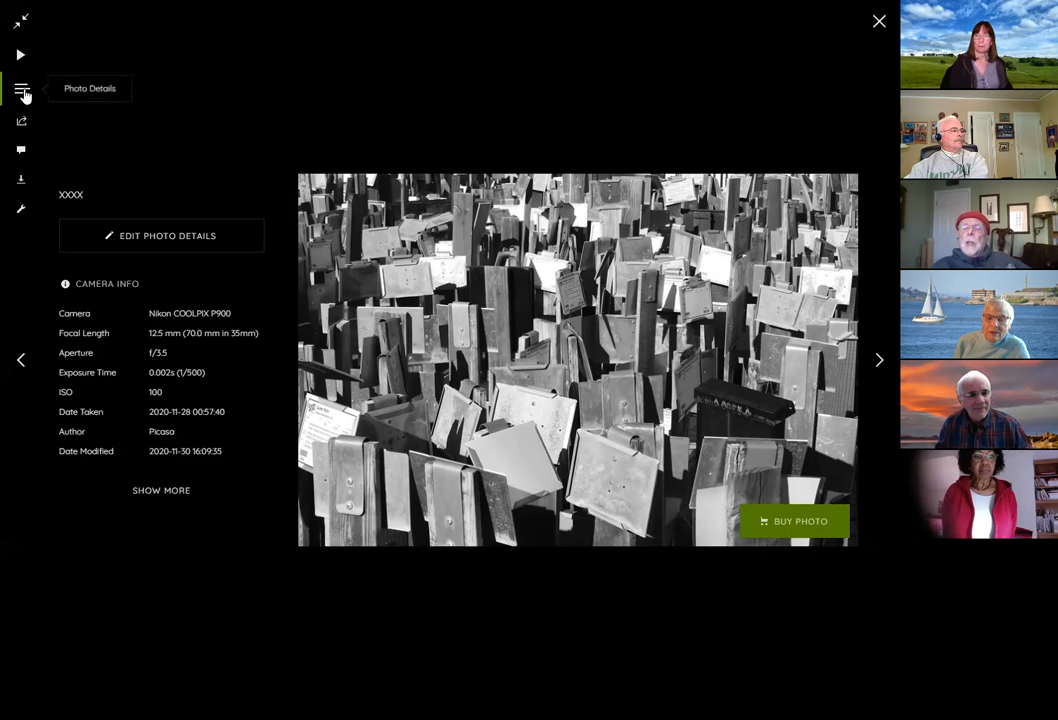 Photo Details
XXXX
EDIT PHOTO DETAILS
CAMERA INFO
Camera Nikon COOLPIX P900
Focal Length 12.5 mm (70.0 mm in 35mm)
Aperture f/3.5
Exposure Time 0.002s (1/500)
ISO 100
Date Taken 2020-11-28 00:57:40
Author Picasa
Date Modified 2020-11-30 16:09:35
SHOW MORE
BUY PHOTO